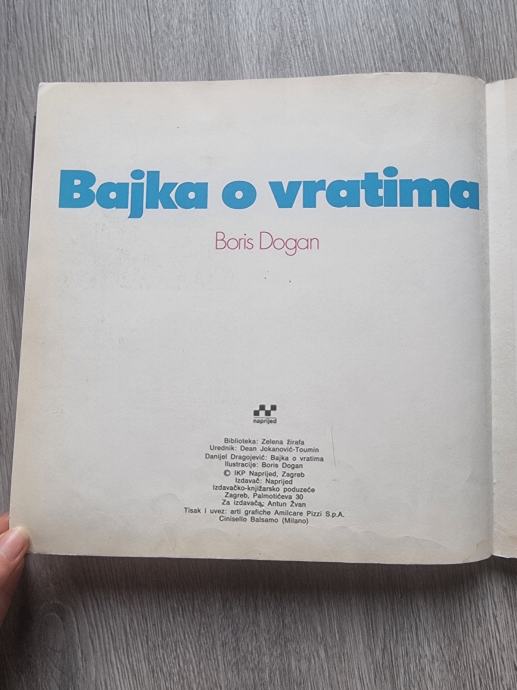 Bajka o vratima
Boris Dogan
naprijed
Biblioteka: Zelena žirafa
Urednik: Dean Jokanović-Toumin
Danijel Dragojević: Bajka o vratima
Ilustracije: Boris Dogan
© IKP Naprijed, Zagreb
Izdavač: Naprijed
Izdavačko-knjižarsko poduzeće
Zagreb, Palmotićeva 30
Za izdavača: Antun Žvan
Tisak i uvez: arti grafiche Amilcare Pizzi S.p.A.
Cinisello Balsamo (Milano)